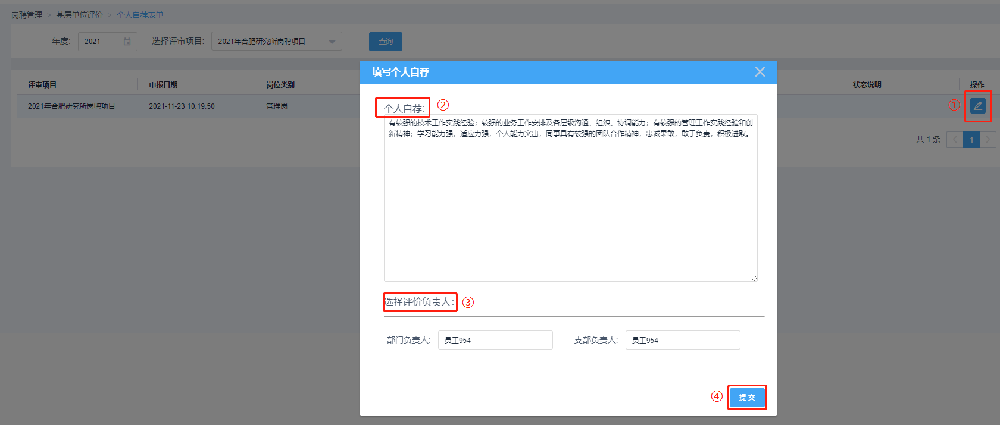 岗聘管理 > 基层单位评价 > 个人自荐表单
年度: 2021 选择评审项目: 2021年合肥研究所岗聘项目 查询
填写个人自荐
评审项目 申报日期 岗位类别 状态说明 操作
2021年合肥研究所岗聘项目 2021-11-23 10:19:50 管理岗 ①
个人自荐: ②
有较强的技术工作实践经验；较强的业务工作安排及各层级沟通、组织、协调能力；有较强的管理工作实践经验和创
新精神；学习能力强，适应力强，个人能力突出，同事具有较强的团队合作精神，忠诚果敢，敢于负责，积极进取。
共 1 条 < 1 >
选择评价负责人: ③
部门负责人: 员工954 支部负责人: 员工954
④ 提交